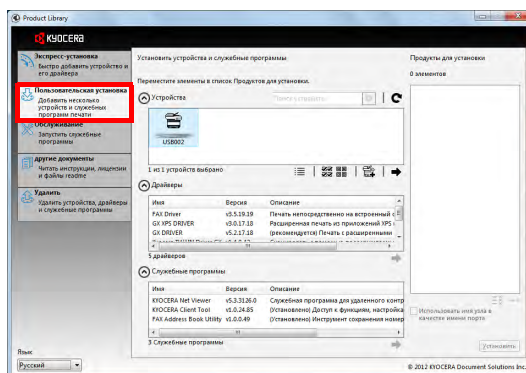 Product Library
KYOCERA
Экспресс-установка
Быстро добавить устройство и
его драйвера
Пользовательская установка
Добавить несколько
устройств и служебных
программ печати
Обслуживание
Запустить служебные
программы
Другие документы
Читать инструкции, лицензии
и файлы readme
Удалить
Удалить устройства, драйверы
и служебные программы
Язык:
Русский
Установить устройства и служебные программы
Переместите элементы в список Продуктов для установки.
Устройства
USB002
1 из 1 устройств выбрано
Драйверы
Имя Версия Описание
FAX Driver v3.5.19.19 Печать непосредственно на встроенный
GX XPS DRIVER v3.0.17.18 Расширенная печать из приложений XPS
GX DRIVER v5.2.17.18 (рекомендуется) Печать с расширенными
5 драйверов
Служебные программы
Имя Версия Описание
KYOCERA Net Viewer v5.3.3126.0 Служебная программа для удаленного контр
KYOCERA Client Tool v1.0.24.85 (Установлено) Доступ к функциям, настройка
FAX Address Book Utility v1.0.0.49 (Установлено) Инструмент сохранения номер
3 Служебные программы
Продукты для установки
0 элементов
Использовать имя узла в
качестве имени порта
Установить
© 2012 KYOCERA Document Solutions Inc.